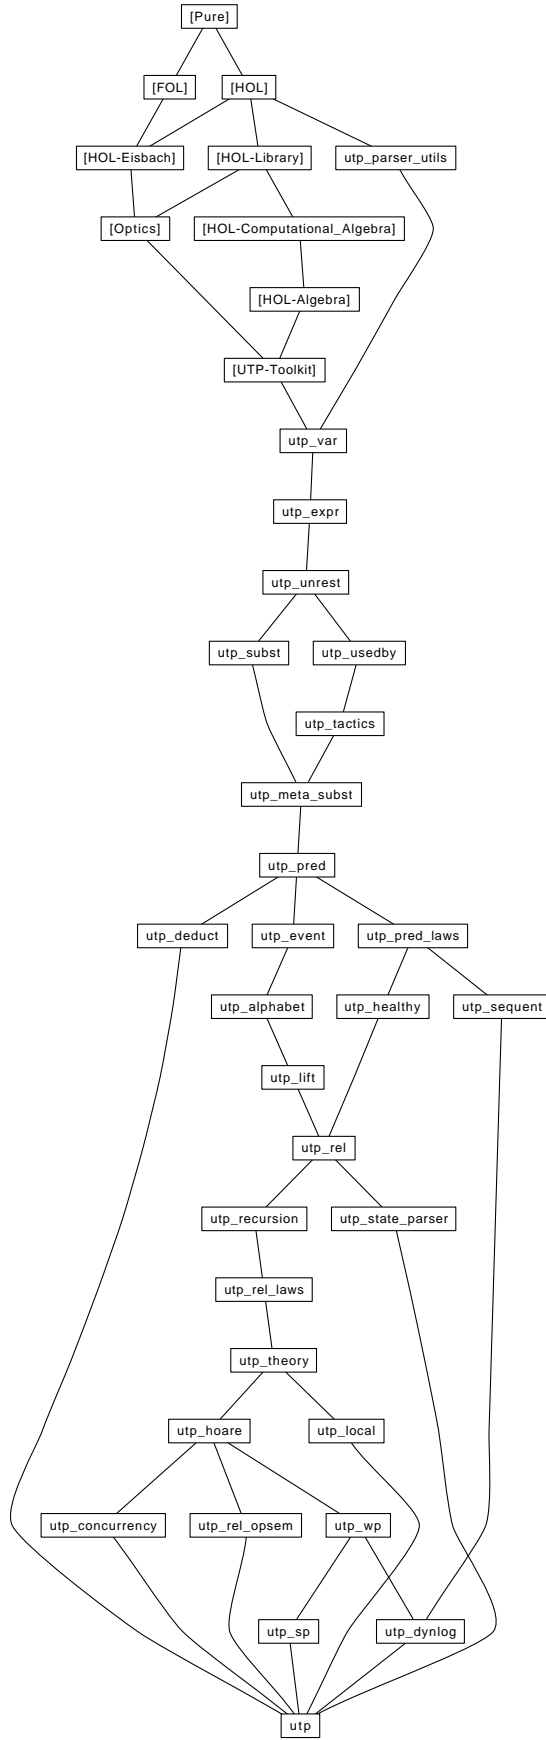 [Pure]
[FOL]
[HOL]
[HOL-Eisbach]
[HOL-Library]
utp_parser_utils
[Optics]
[HOL-Computational_Algebra]
[HOL-Algebra]
[UTP-Toolkit]
utp_var
utp_expr
utp_unrest
utp_subst
utp_usedby
utp_tactics
utp_meta_subst
utp_pred
utp_deduct
utp_event
utp_pred_laws
utp_alphabet
utp_healthy
utp_sequent
utp_lift
utp_rel
utp_recursion
utp_state_parser
utp_rel_laws
utp_theory
utp_hoare
utp_local
utp_concurrency
utp_rel_opsem
utp_wp
utp_sp
utp_dynlog
utp